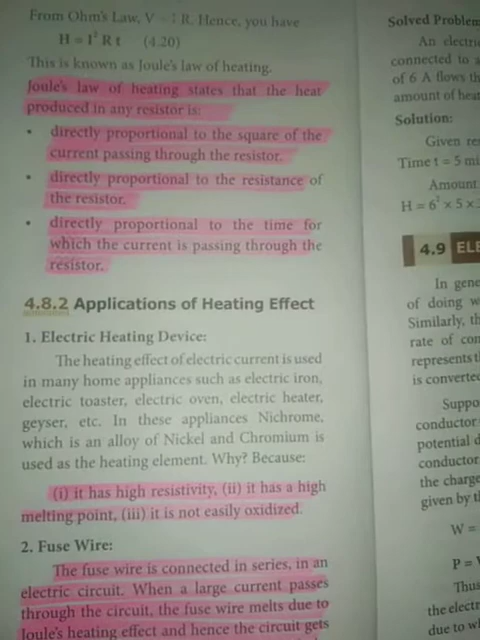 From Ohm's Law, V = I R. Hence, you have
H = I² R t (4.20)
This is known as Joule's law of heating.
Joule's law of heating states that the heat
produced in any resistor is:
• directly proportional to the square of the
current passing through the resistor.
• directly proportional to the resistance of
the resistor.
• directly proportional to the time for
which the current is passing through the
resistor.
4.8.2 Applications of Heating Effect
1. Electric Heating Device:
The heating effect of electric current is used
in many home appliances such as electric iron,
electric toaster, electric oven, electric heater,
geyser, etc. In these appliances Nichrome,
which is an alloy of Nickel and Chromium is
used as the heating element. Why? Because:
(i) it has high resistivity, (ii) it has a high
melting point, (iii) it is not easily oxidized.
2. Fuse Wire:
The fuse wire is connected in series, in an
electric circuit. When a large current passes
through the circuit, the fuse wire melts due to
Joule's heating effect and hence the circuit gets
Solved Problem
An electri
connected to a
of 6 A flows th
amount of heat
Solution:
Given re
Time t = 5 mi
Amount
H = 6² × 5 ×
4.9 ELE
In gene
of doing w
Similarly, th
rate of con
represents t
is converted
Suppo
conductor
potential d
conductor
the charge
given by th
W =
P =
Thus
the electr
due to w